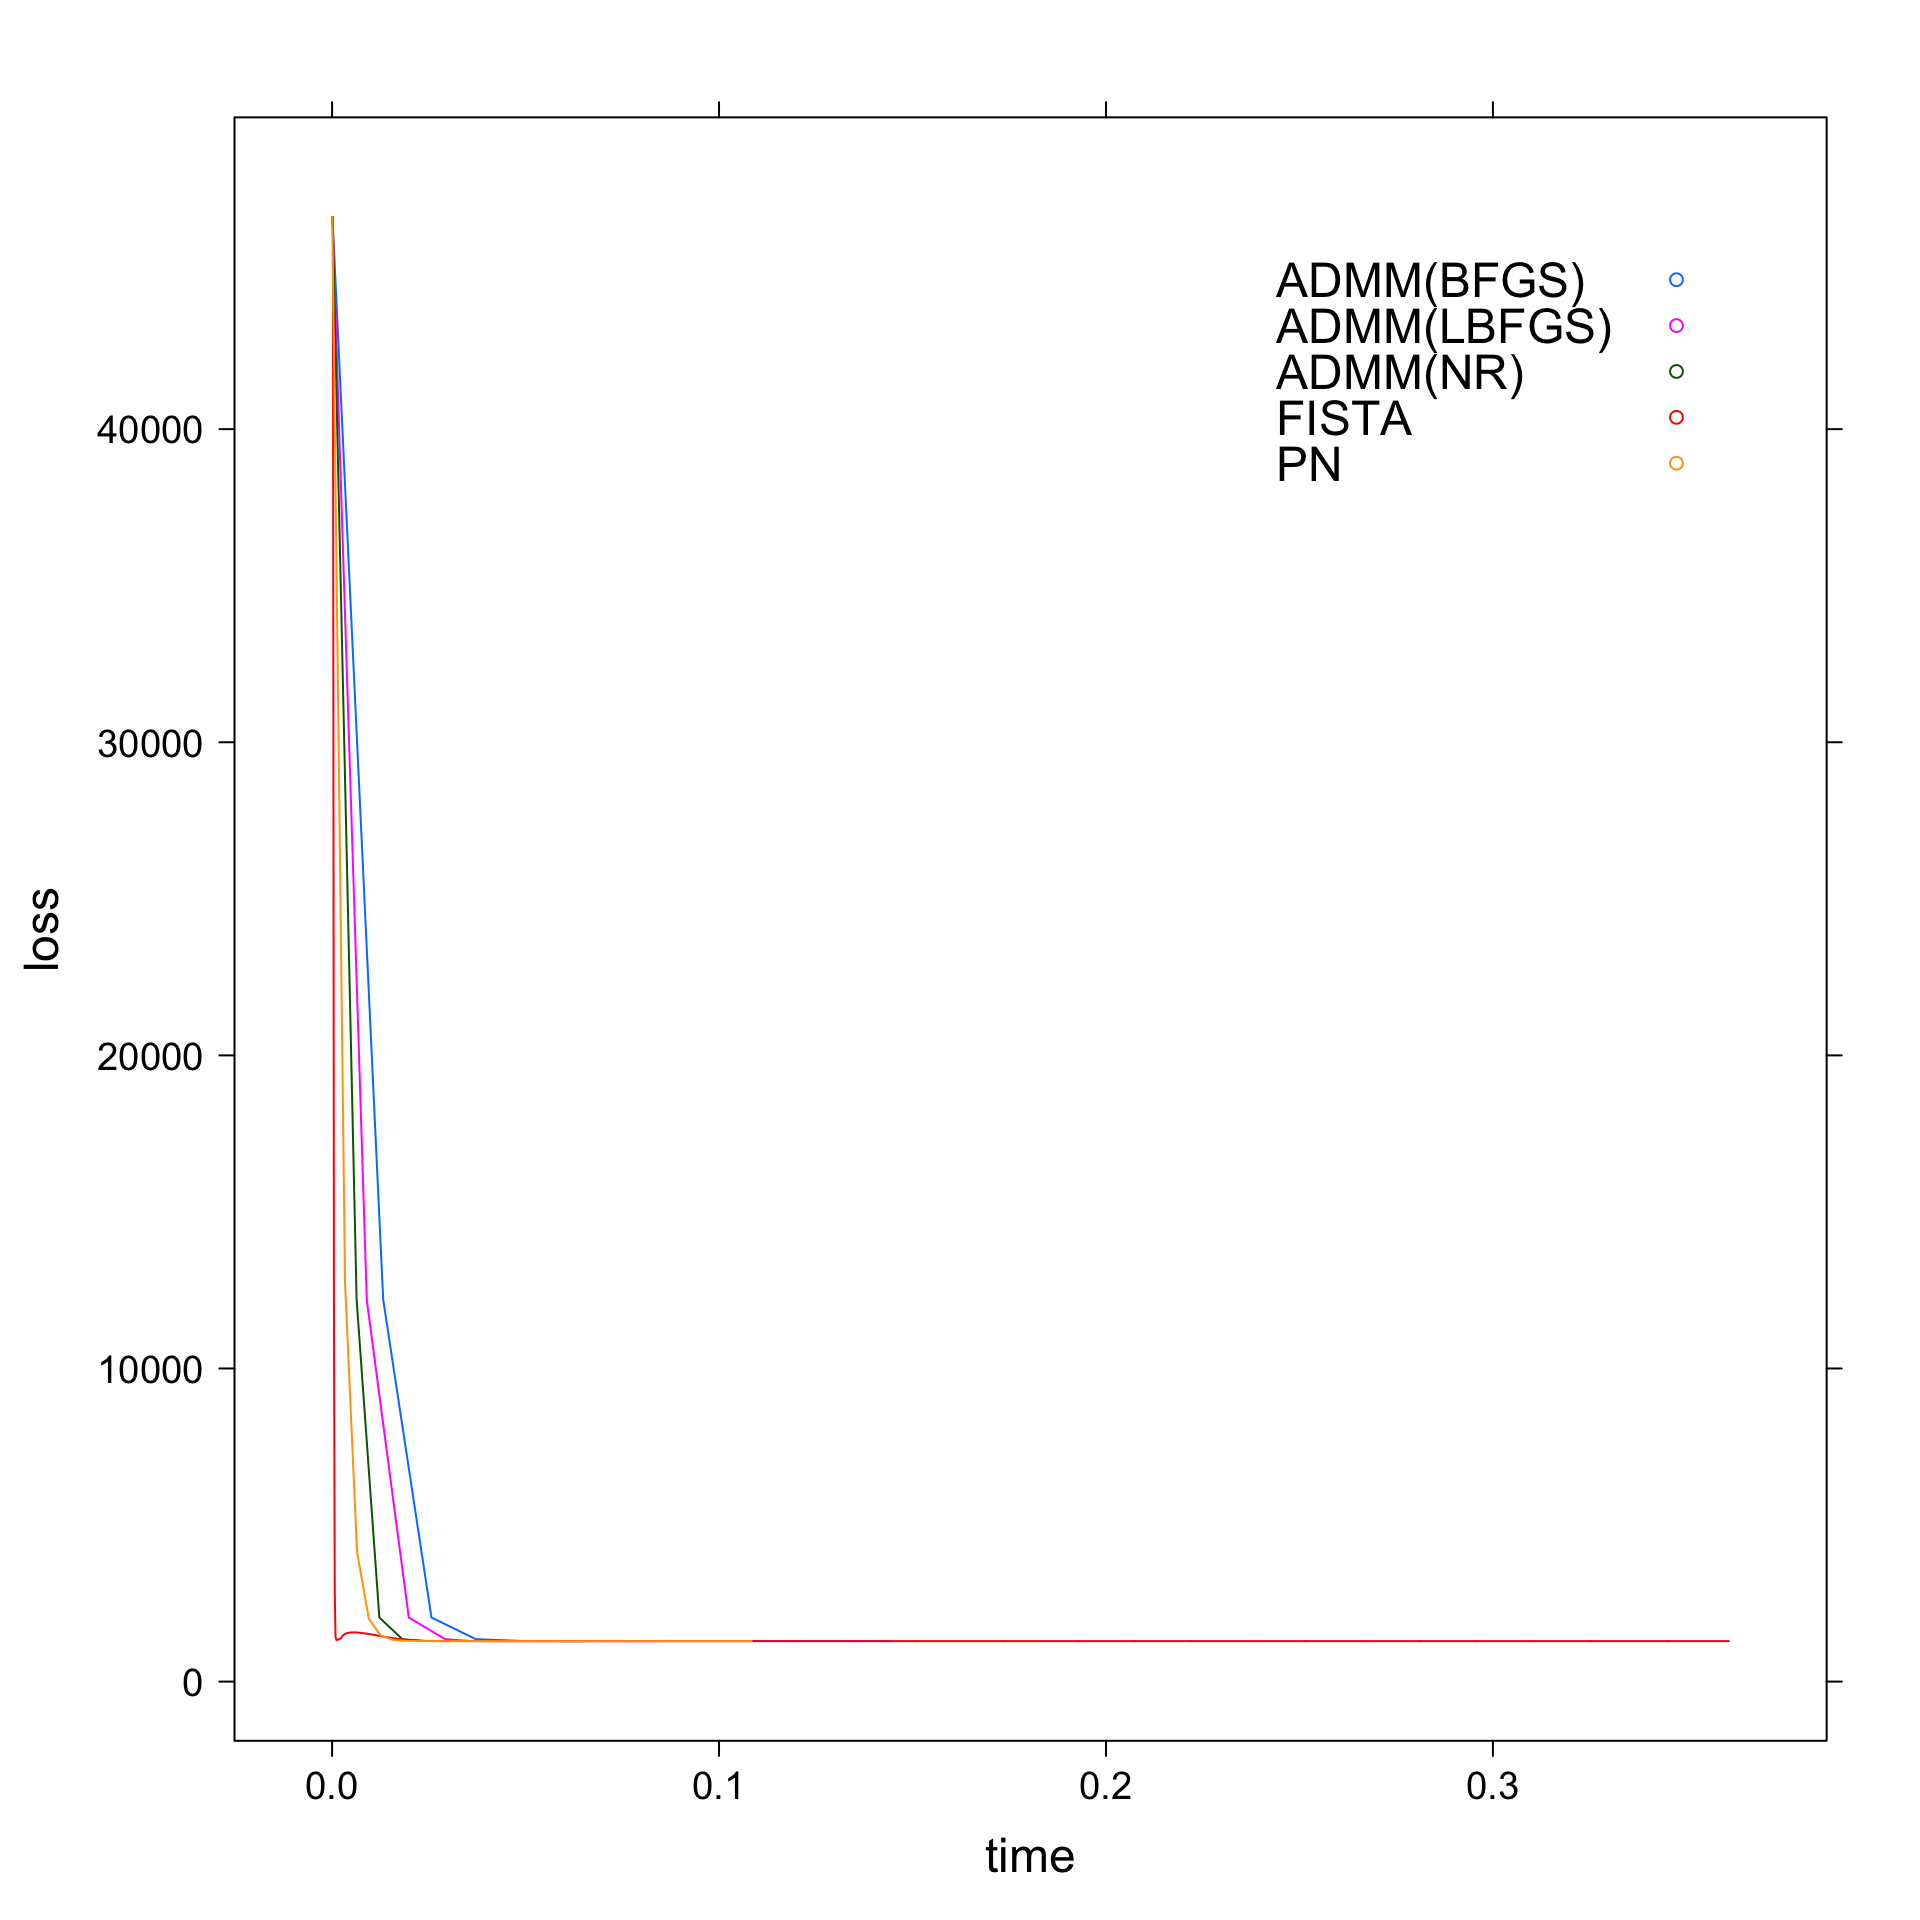 ADMM(BFGS)
ADMM(LBFGS)
ADMM(NR)
FISTA
PN
40000
30000
20000
10000
0
loss
0.0 0.1 0.2 0.3
time